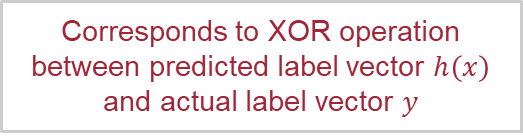 Corresponds to XOR operation
between predicted label vector h(x)
and actual label vector y